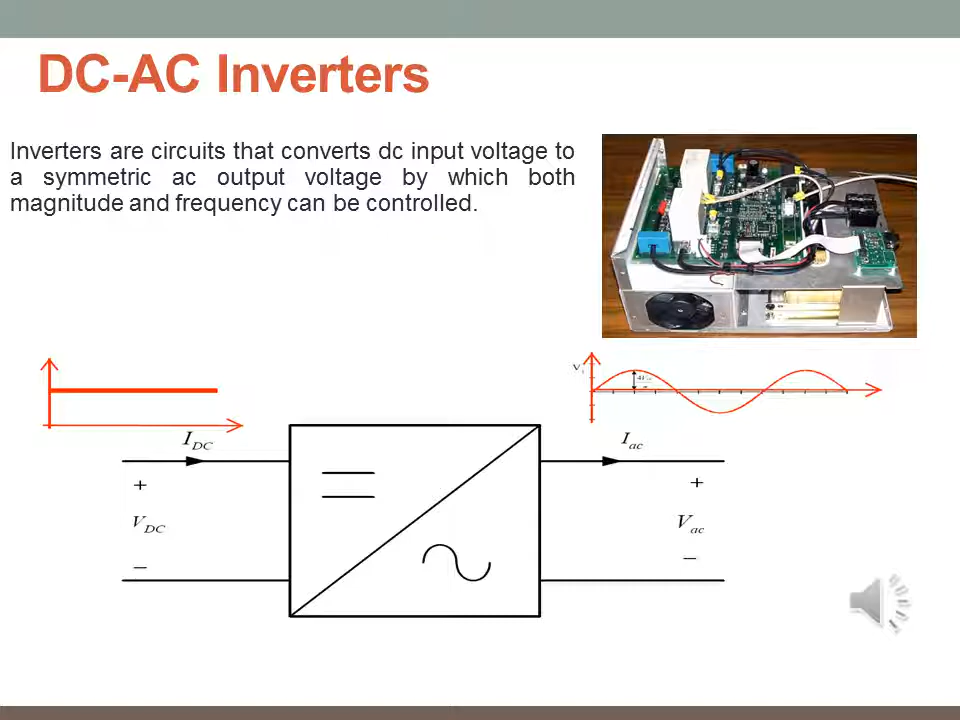 DC-AC Inverters
Inverters are circuits that converts dc input voltage to
a symmetric ac output voltage by which both
magnitude and frequency can be controlled.
I_DC
I_ac
+
+
V_DC
V_ac
−
−